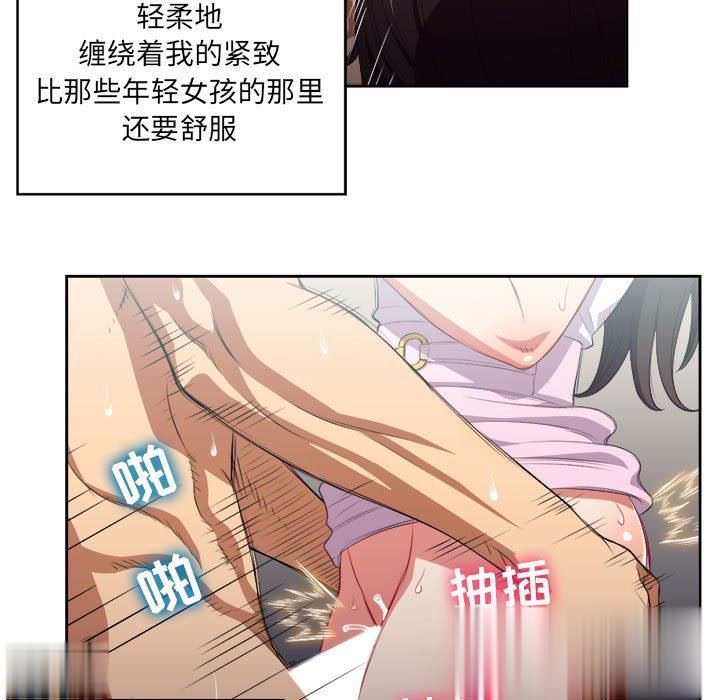 轻柔地
缠绕着我的紧致
比那些年轻女孩的那里
还要舒服
啪
啪
抽插